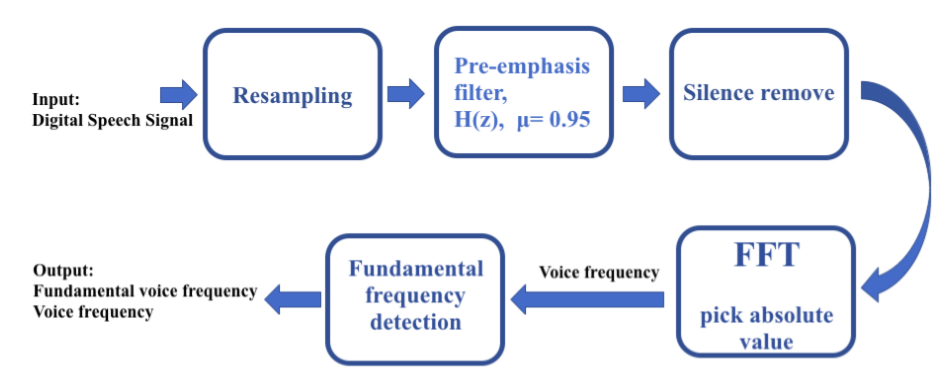 Input:
Digital Speech Signal
Resampling
Pre-emphasis
filter,
H(z), μ= 0.95
Silence remove
FFT
pick absolute
value
Voice frequency
Fundamental
frequency
detection
Output:
Fundamental voice frequency
Voice frequency